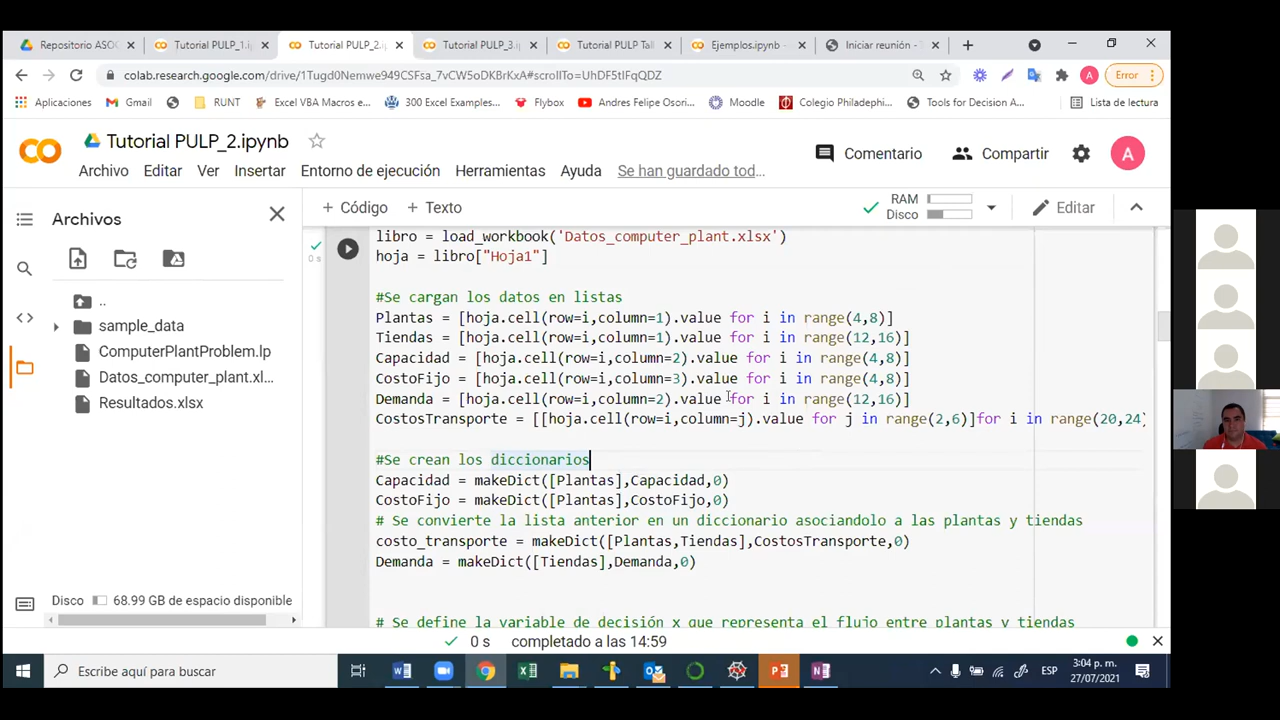 Repositorio ASO
Tutorial PULP_1.i
Tutorial PULP_2.i
Tutorial PULP_3.i
Tutorial PULP Tall
Ejemplos.ipynb -
Iniciar reunión -
colab.research.google.com/drive/1Tugd0Nemwe949CSFsa_7vCW5oDKBrKxA#scrollTo=UhDF5tIFqQDZ
A
Error
Aplicaciones
Gmail
RUNT
Excel VBA Macros e...
300 Excel Examples...
Flybox
Andres Felipe Osori...
Moodle
Colegio Philadephi...
Tools for Decision A...
Lista de lectura
Tutorial PULP_2.ipynb
Comentario
Compartir
A
Archivo
Editar
Ver
Insertar
Entorno de ejecución
Herramientas
Ayuda
Se han guardado tod...
Archivos
+ Código
+ Texto
RAM
Disco
Editar
..
sample_data
ComputerPlantProblem.lp
Datos_computer_plant.xl...
Resultados.xlsx
0 s
libro = load_workbook('Datos_computer_plant.xlsx')
hoja = libro["Hoja1"]
#Se cargan los datos en listas
Plantas = [hoja.cell(row=i,column=1).value for i in range(4,8)]
Tiendas = [hoja.cell(row=i,column=1).value for i in range(12,16)]
Capacidad = [hoja.cell(row=i,column=2).value for i in range(4,8)]
CostoFijo = [hoja.cell(row=i,column=3).value for i in range(4,8)]
Demanda = [hoja.cell(row=i,column=2).value for i in range(12,16)]
CostosTransporte = [[hoja.cell(row=i,column=j).value for j in range(2,6)]for i in range(20,24)
#Se crean los diccionarios
Capacidad = makeDict([Plantas],Capacidad,0)
CostoFijo = makeDict([Plantas],CostoFijo,0)
# Se convierte la lista anterior en un diccionario asociandolo a las plantas y tiendas
costo_transporte = makeDict([Plantas,Tiendas],CostosTransporte,0)
Demanda = makeDict([Tiendas],Demanda,0)
# Se define la variable de decisión x que representa el flujo entre plantas y tiendas
Disco
68.99 GB de espacio disponible
0 s
completado a las 14:59
Escribe aquí para buscar
ESP
3:04 p. m.
27/07/2021